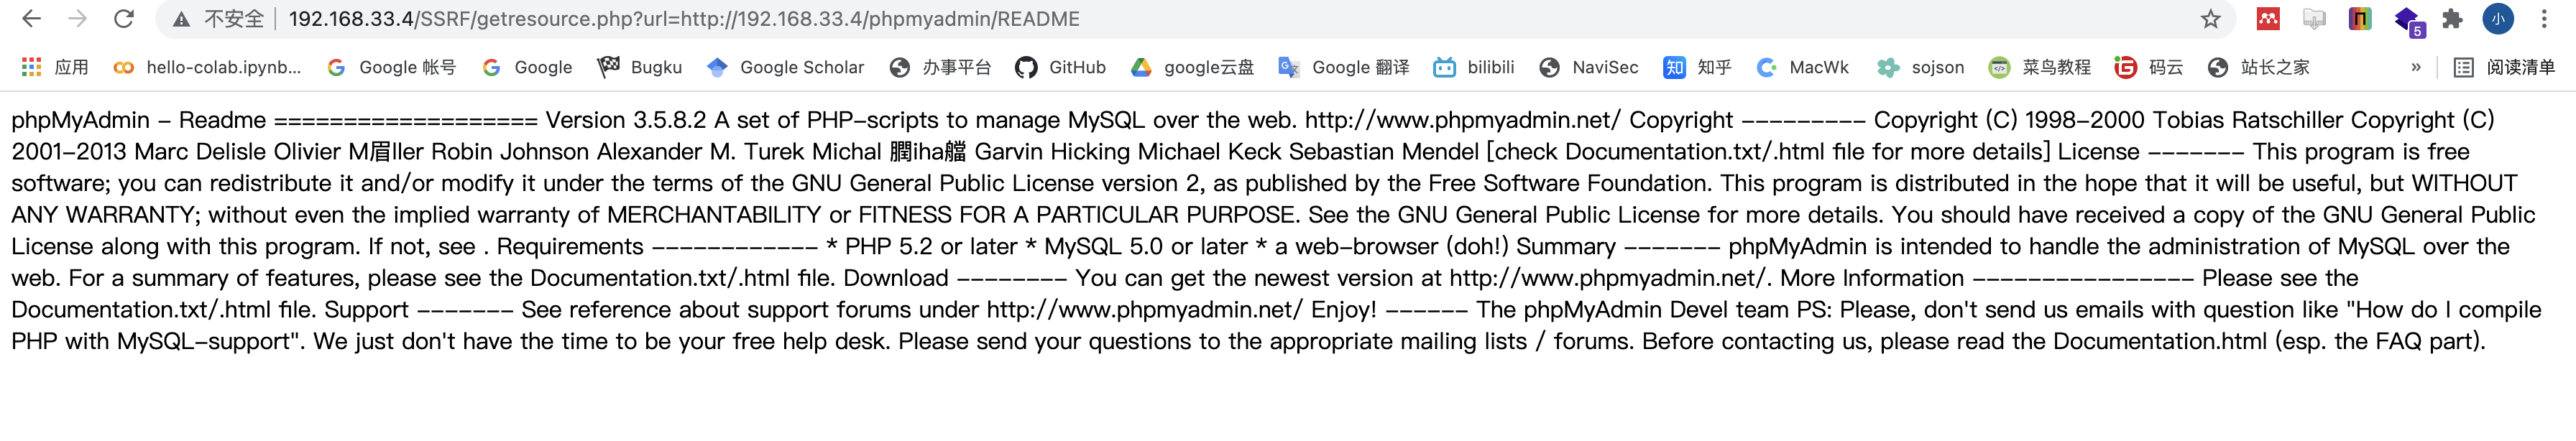 不安全 192.168.33.4/SSRF/getresource.php?url=http://192.168.33.4/phpmyadmin/README 小
5
应用 hello-colab.ipynb... Google 帐号 Google Bugku Google Scholar 办事平台 GitHub google云盘 Google 翻译 bilibili NaviSec 知 知乎 MacWk sojson 菜鸟教程 码云 站长之家 » 阅读清单
phpMyAdmin - Readme =================== Version 3.5.8.2 A set of PHP-scripts to manage MySQL over the web. http://www.phpmyadmin.net/ Copyright --------- Copyright (C) 1998-2000 Tobias Ratschiller Copyright (C)
2001-2013 Marc Delisle Olivier M眉ller Robin Johnson Alexander M. Turek Michal 膶iha艡 Garvin Hicking Michael Keck Sebastian Mendel [check Documentation.txt/.html file for more details] License ------- This program is free
software; you can redistribute it and/or modify it under the terms of the GNU General Public License version 2, as published by the Free Software Foundation. This program is distributed in the hope that it will be useful, but WITHOUT
ANY WARRANTY; without even the implied warranty of MERCHANTABILITY or FITNESS FOR A PARTICULAR PURPOSE. See the GNU General Public License for more details. You should have received a copy of the GNU General Public
License along with this program. If not, see . Requirements ------------ * PHP 5.2 or later * MySQL 5.0 or later * a web-browser (doh!) Summary ------- phpMyAdmin is intended to handle the administration of MySQL over the
web. For a summary of features, please see the Documentation.txt/.html file. Download -------- You can get the newest version at http://www.phpmyadmin.net/. More Information ---------------- Please see the
Documentation.txt/.html file. Support ------- See reference about support forums under http://www.phpmyadmin.net/ Enjoy! ------ The phpMyAdmin Devel team PS: Please, don't send us emails with question like "How do I compile
PHP with MySQL-support". We just don't have the time to be your free help desk. Please send your questions to the appropriate mailing lists / forums. Before contacting us, please read the Documentation.html (esp. the FAQ part).